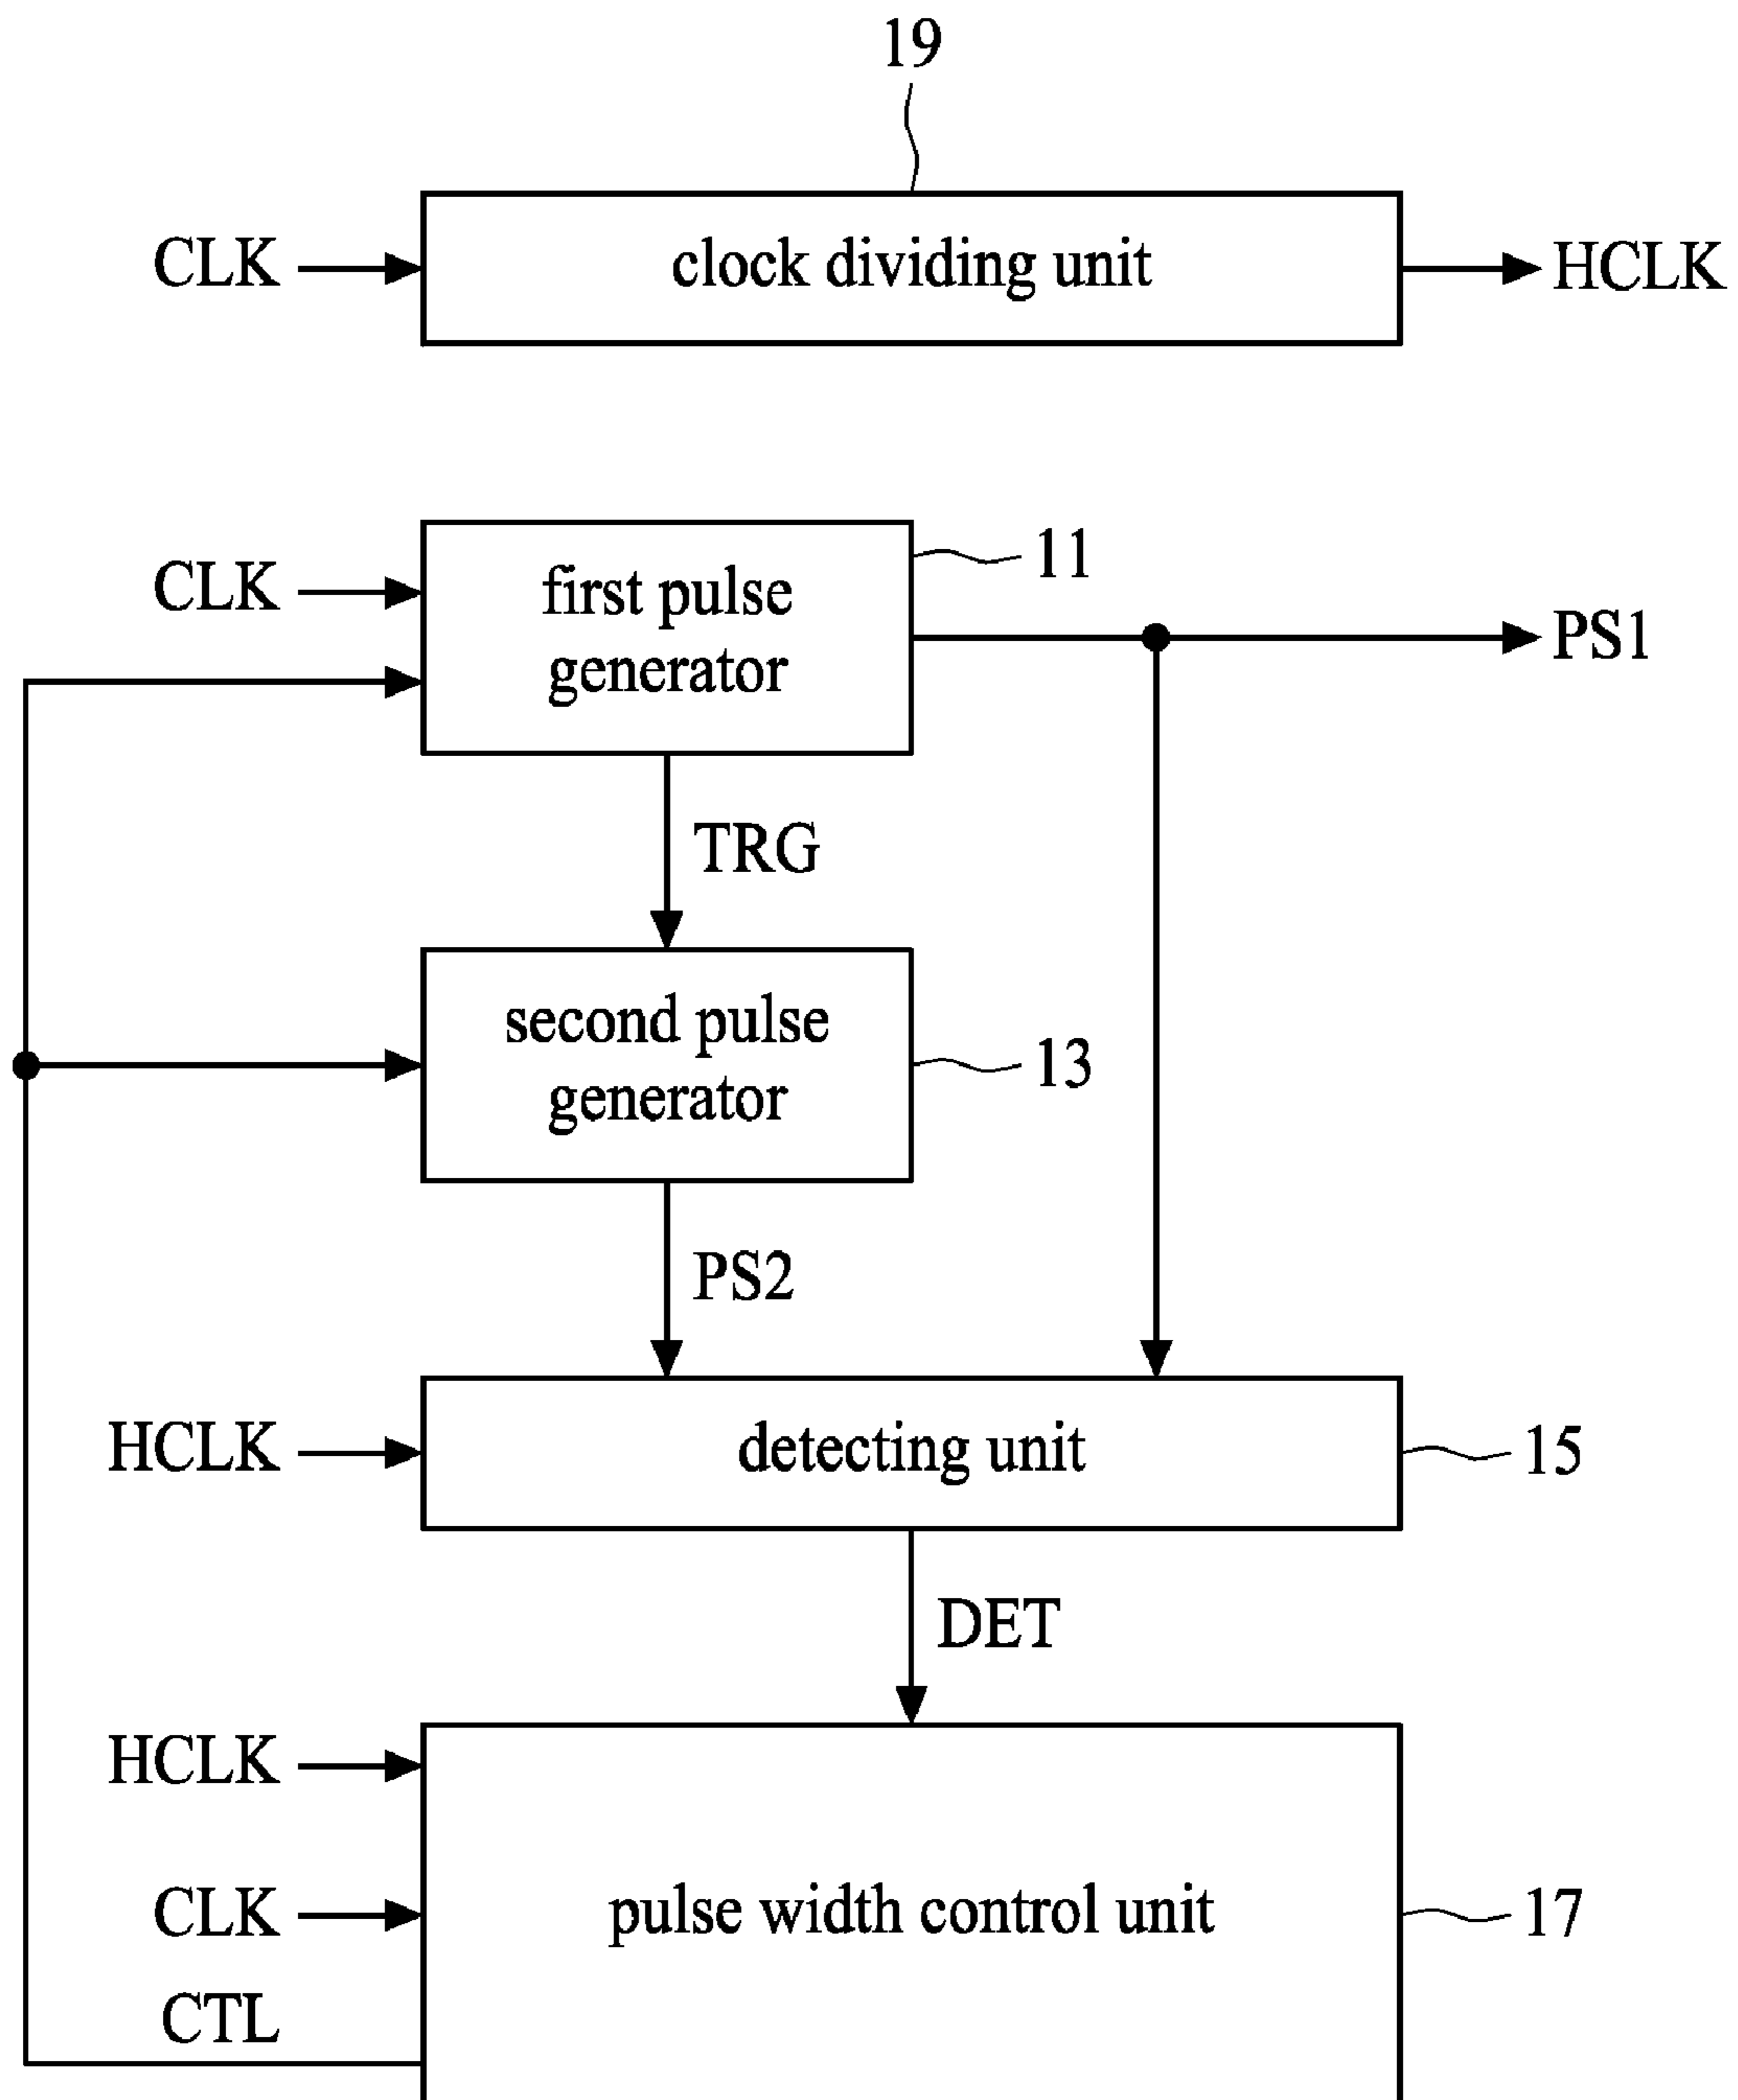 19
CLK
clock dividing unit
HCLK
CLK
first pulse
generator
11
PS1
TRG
second pulse
generator
13
PS2
HCLK
detecting unit
15
DET
HCLK
CLK
pulse width control unit
17
CTL